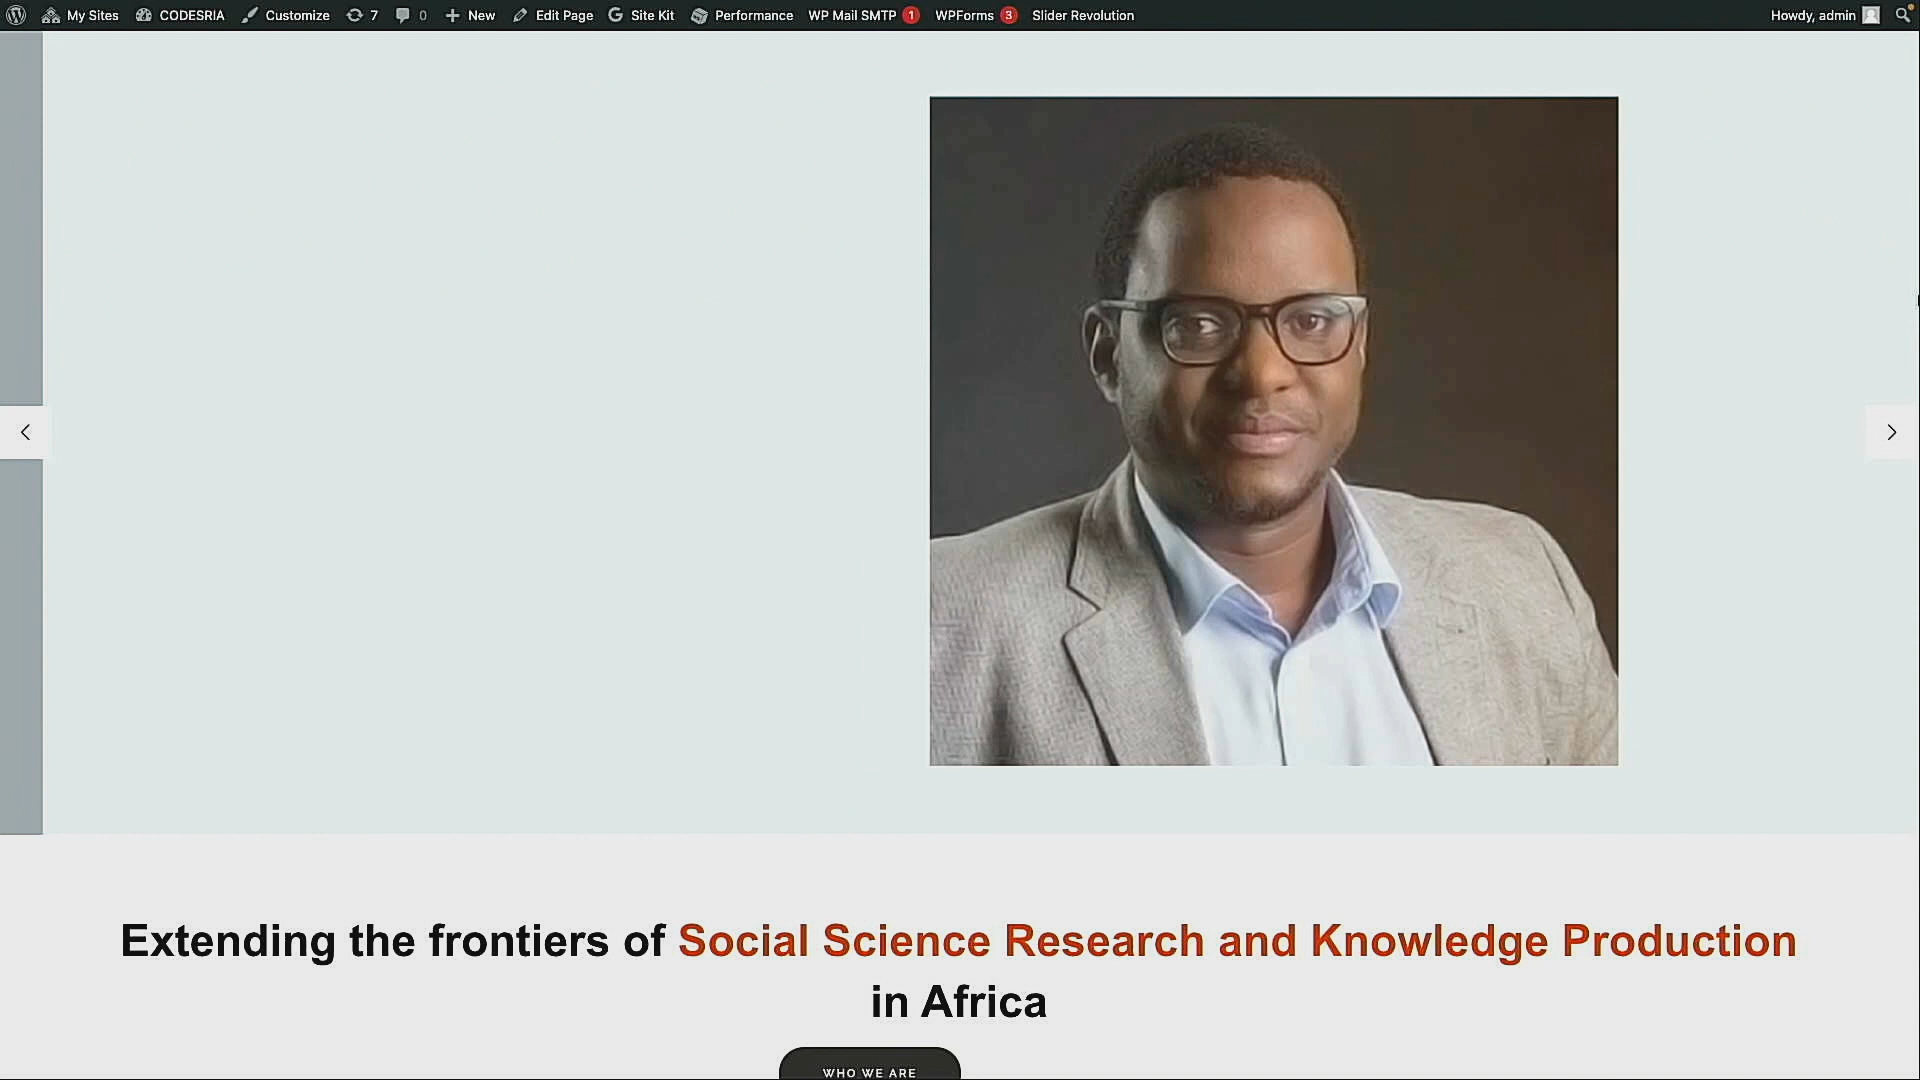 My Sites CODESRIA Customize 7 0 New Edit Page Site Kit Performance WP Mail SMTP 1 WPForms 3 Slider Revolution Howdy, admin
Extending the frontiers of Social Science Research and Knowledge Production
in Africa
WHO WE ARE